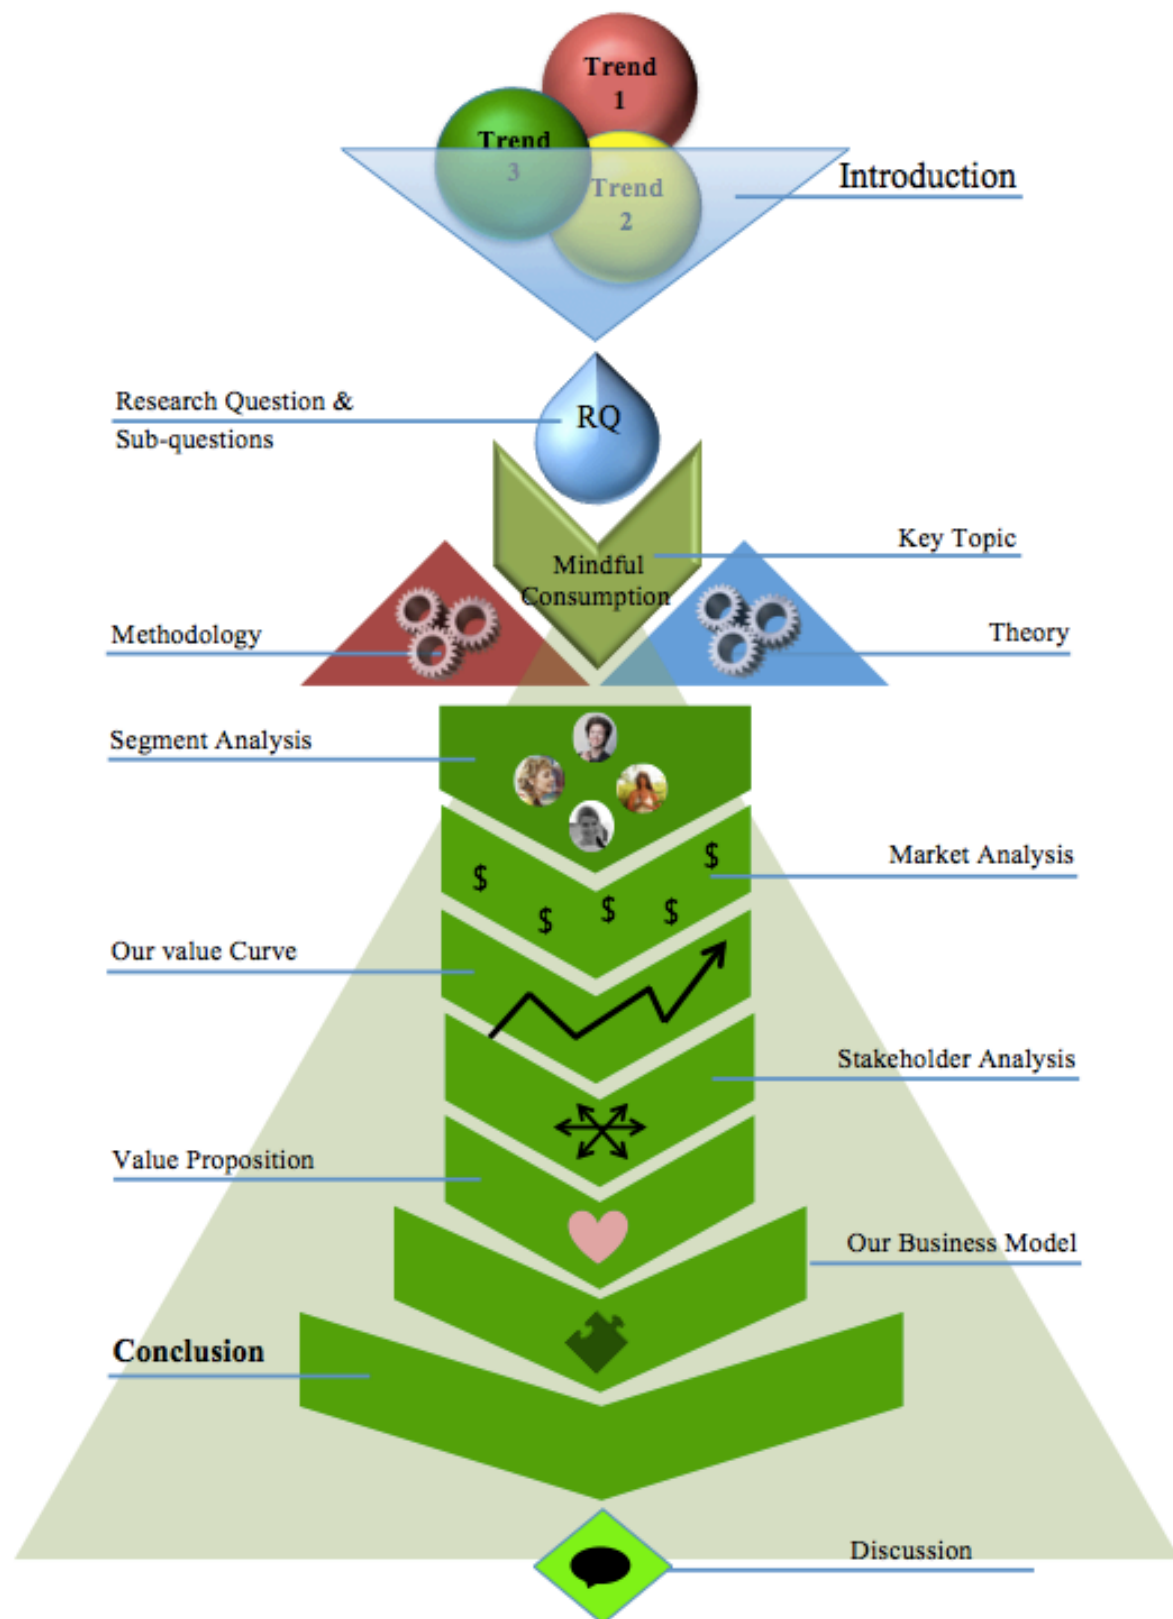 Trend
1
Trend
3
Trend
2
Introduction
Research Question &
Sub-questions
RQ
Key Topic
Mindful
Consumption
Methodology
Theory
Segment Analysis
Market Analysis
$ $ $ $ $
Our value Curve
Stakeholder Analysis
Value Proposition
Our Business Model
Conclusion
Discussion